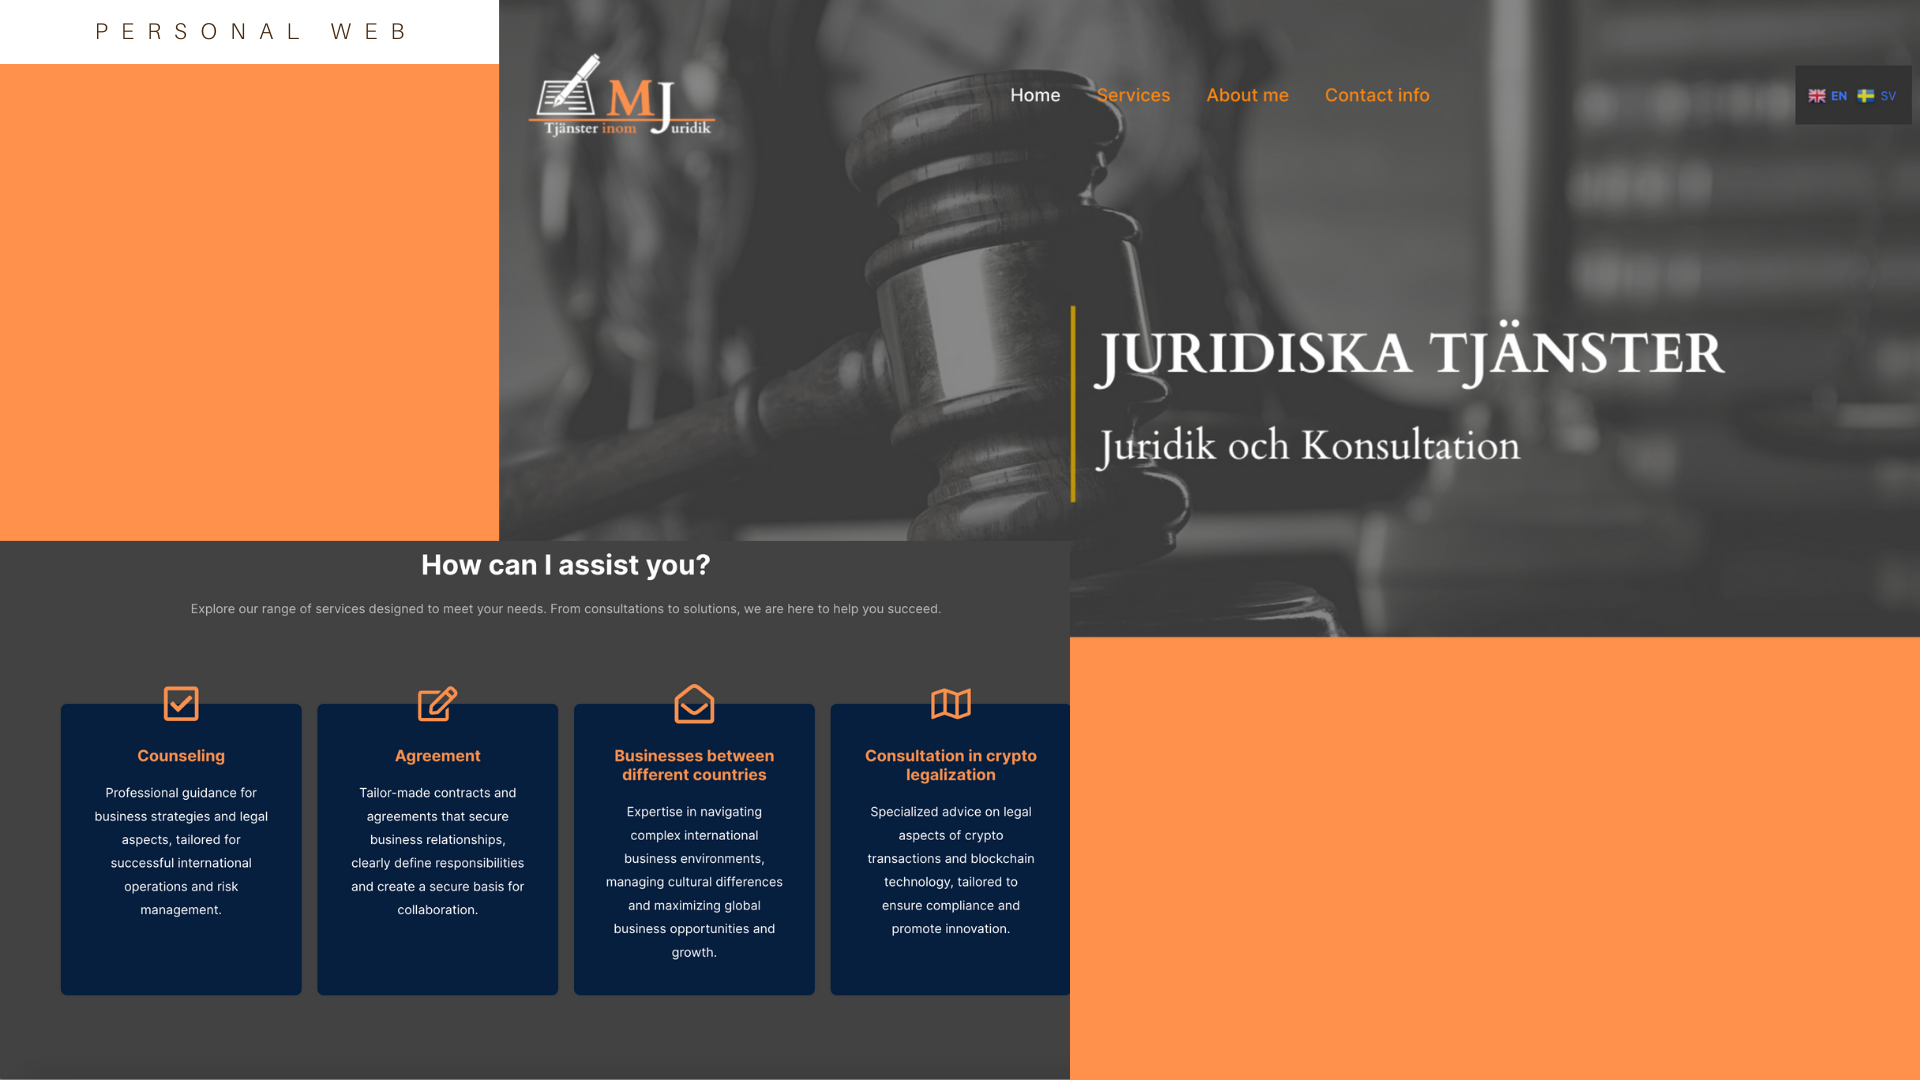 PERSONAL WEB
MJ
Tjänster inom Juridik
Home Services About me Contact info
EN SV
JURIDISKA TJÄNSTER
Juridik och Konsultation
How can I assist you?
Explore our range of services designed to meet your needs. From consultations to solutions, we are here to help you succeed.
Counseling
Professional guidance for
business strategies and legal
aspects, tailored for
successful international
operations and risk
management.
Agreement
Tailor-made contracts and
agreements that secure
business relationships,
clearly define responsibilities
and create a secure basis for
collaboration.
Businesses between
different countries
Expertise in navigating
complex international
business environments,
managing cultural differences
and maximizing global
business opportunities and
growth.
Consultation in crypto
legalization
Specialized advice on legal
aspects of crypto
transactions and blockchain
technology, tailored to
ensure compliance and
promote innovation.